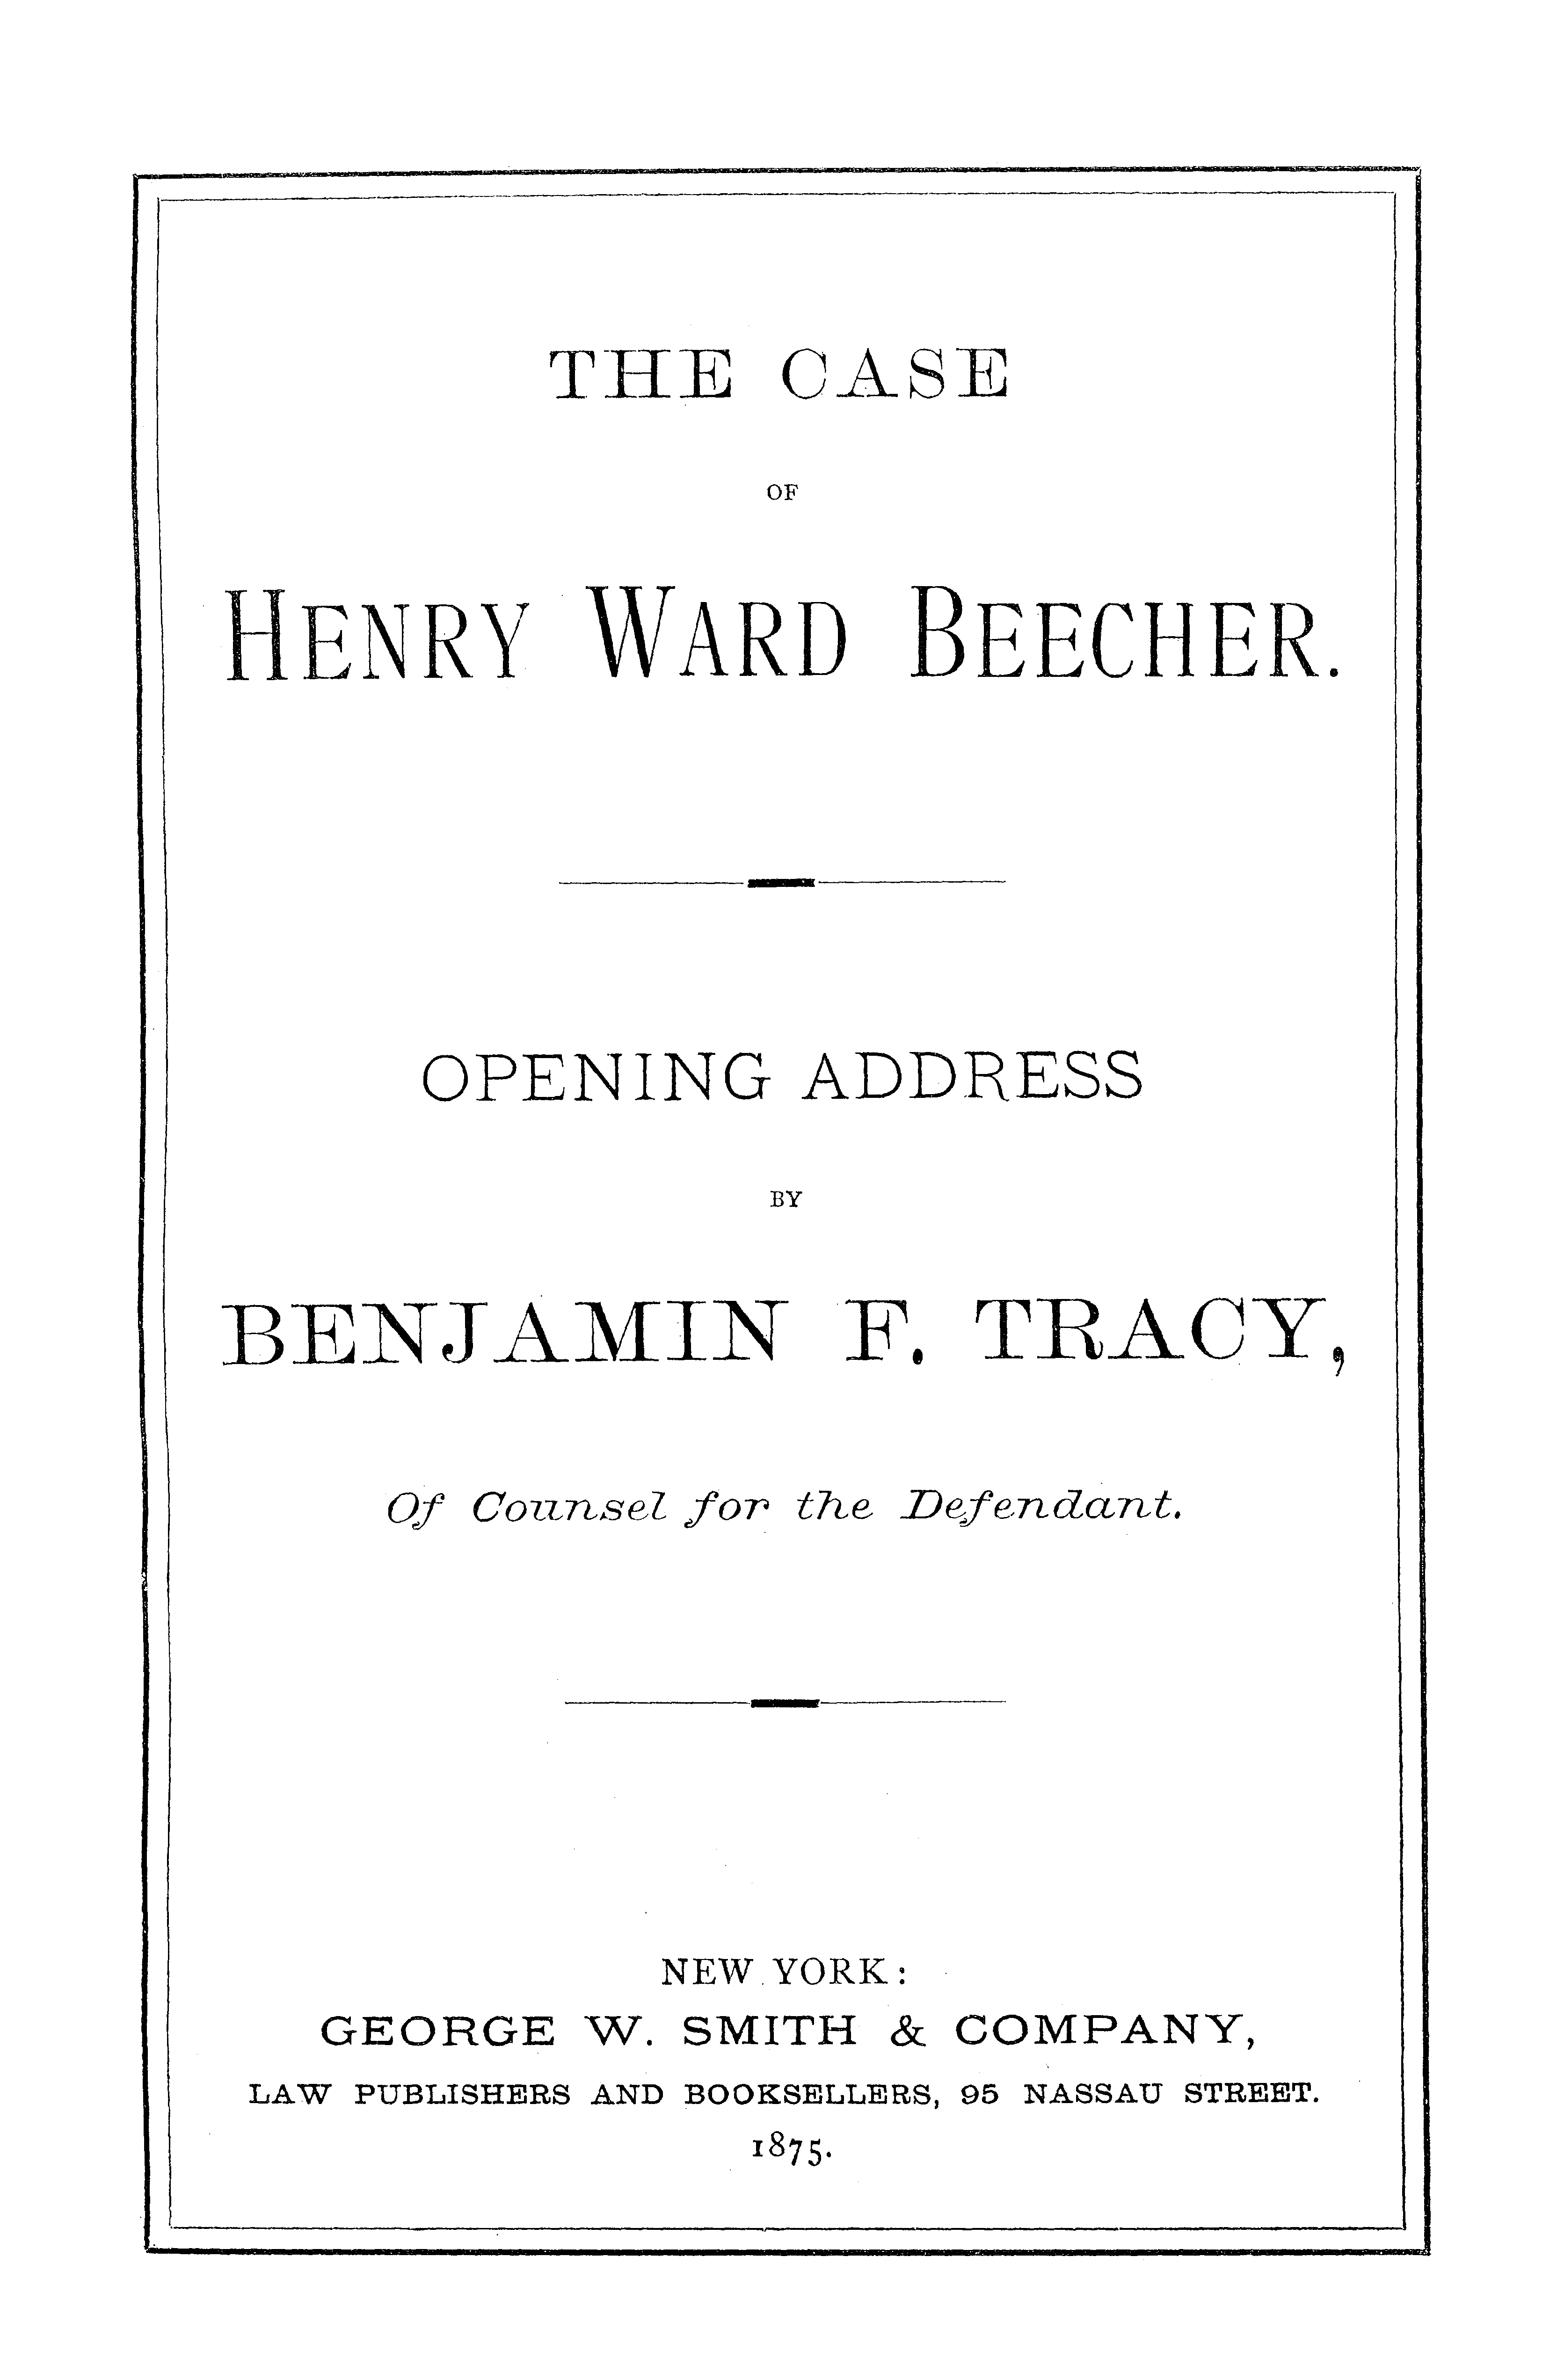 THE CASE
OF
HENRY WARD BEECHER.
OPENING ADDRESS
BY
BENJAMIN F. TRACY,
Of Counsel for the Defendant.
NEW YORK:
GEORGE W. SMITH & COMPANY,
LAW PUBLISHERS AND BOOKSELLERS, 95 NASSAU STREET.
1875.